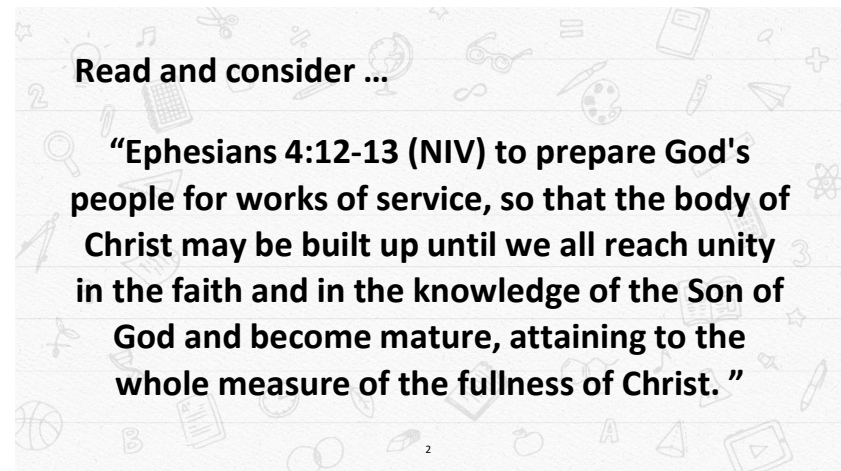 Read and consider …
“Ephesians 4:12-13 (NIV) to prepare God's
people for works of service, so that the body of
Christ may be built up until we all reach unity
in the faith and in the knowledge of the Son of
God and become mature, attaining to the
whole measure of the fullness of Christ. ”
2